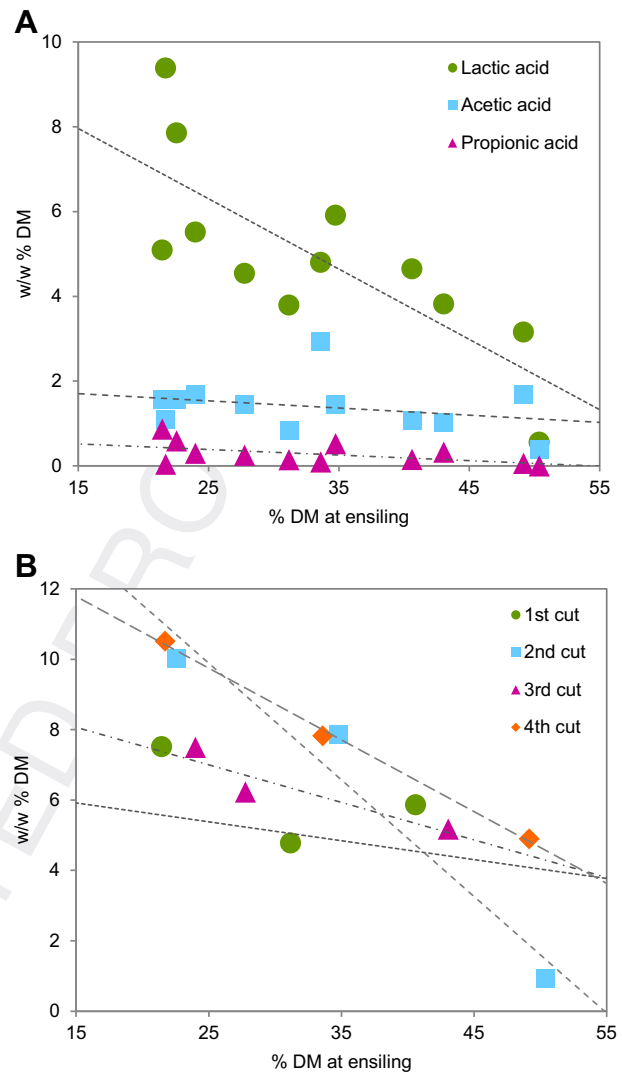 A
10
8
6
4
2
0
w/w % DM
Lactic acid
Acetic acid
Propionic acid
15 25 35 45 55
% DM at ensiling
B
12
10
8
6
4
2
0
w/w % DM
1st cut
2nd cut
3rd cut
4th cut
15 25 35 45 55
% DM at ensiling